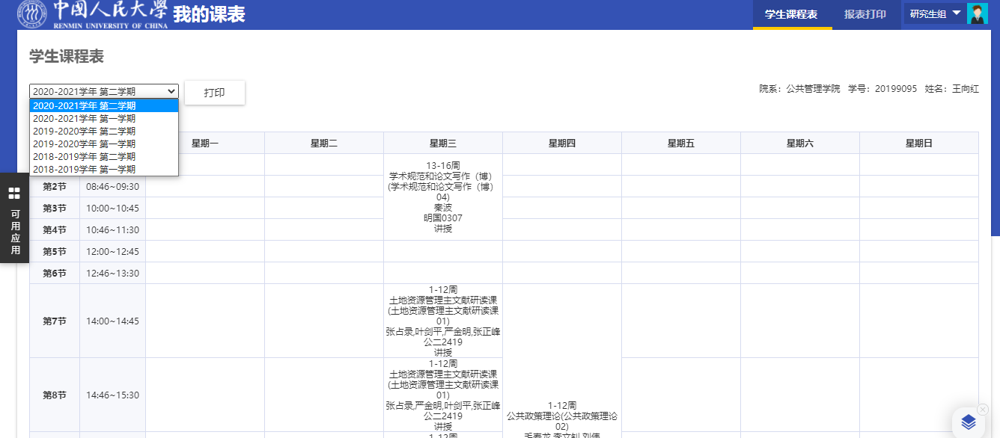 中国人民大学
RENMIN UNIVERSITY OF CHINA
我的课表
学生课程表
报表打印
研究生组
学生课程表
2020-2021学年 第二学期
打印
院系：公共管理学院 学号：20199095 姓名：王向红
2020-2021学年 第二学期
2020-2021学年 第一学期
2019-2020学年 第二学期
2019-2020学年 第一学期
2018-2019学年 第二学期
2018-2019学年 第一学期
星期一
星期二
星期三
星期四
星期五
星期六
星期日
13-16周
学术规范和论文写作（博）
(学术规范和论文写作（博）
04)
秦波
明国0307
讲授
第2节
08:46~09:30
第3节
10:00~10:45
第4节
10:46~11:30
第5节
12:00~12:45
第6节
12:46~13:30
可用应用
第7节
14:00~14:45
1-12周
土地资源管理主文献研读课
(土地资源管理主文献研读课
01)
张占录,叶剑平,严金明,张正峰
公二2419
讲授
第8节
14:46~15:30
1-12周
土地资源管理主文献研读课
(土地资源管理主文献研读课
01)
张占录,严金明,叶剑平,张正峰
公二2419
讲授
1-12周
1-12周
公共政策理论(公共政策理论
02)